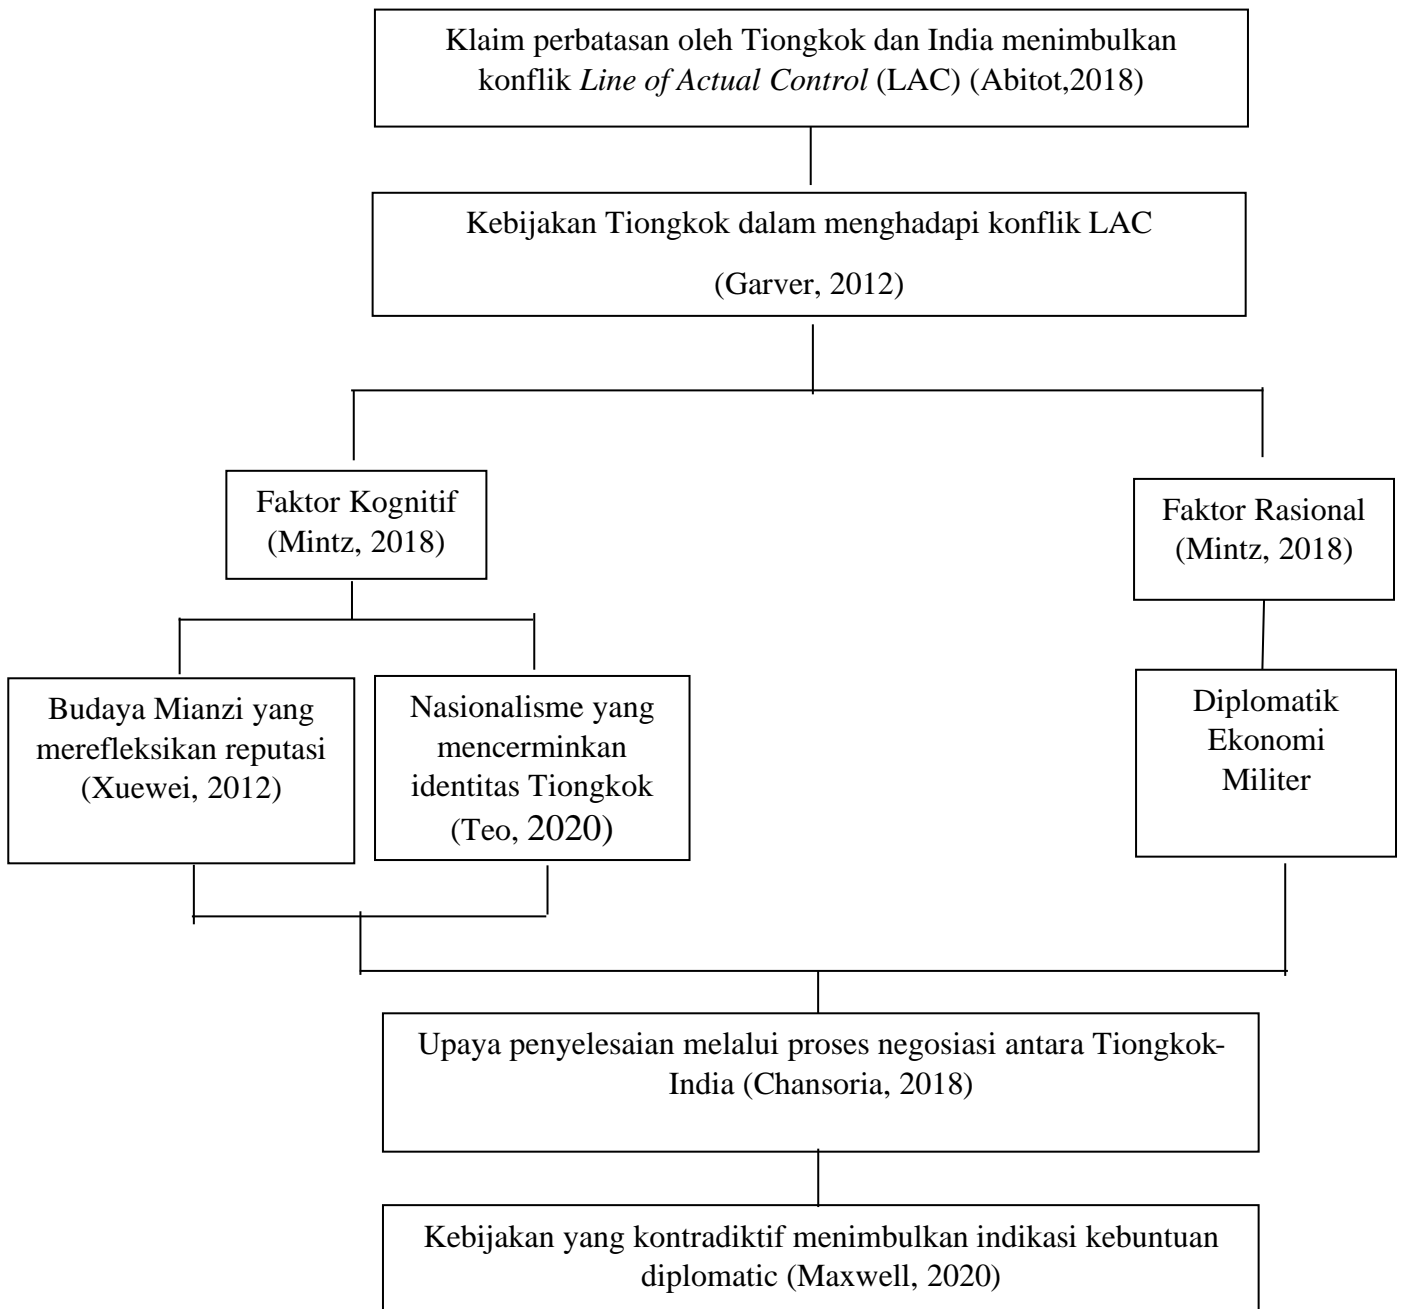 Klaim perbatasan oleh Tiongkok dan India menimbulkan
konflik Line of Actual Control (LAC) (Abitot,2018)
Kebijakan Tiongkok dalam menghadapi konflik LAC
(Garver, 2012)
Faktor Kognitif
(Mintz, 2018)
Faktor Rasional
(Mintz, 2018)
Budaya Mianzi yang
merefleksikan reputasi
(Xuewei, 2012)
Nasionalisme yang
mencerminkan
identitas Tiongkok
(Teo, 2020)
Diplomatik
Ekonomi
Militer
Upaya penyelesaian melalui proses negosiasi antara Tiongkok-
India (Chansoria, 2018)
Kebijakan yang kontradiktif menimbulkan indikasi kebuntuan
diplomatic (Maxwell, 2020)